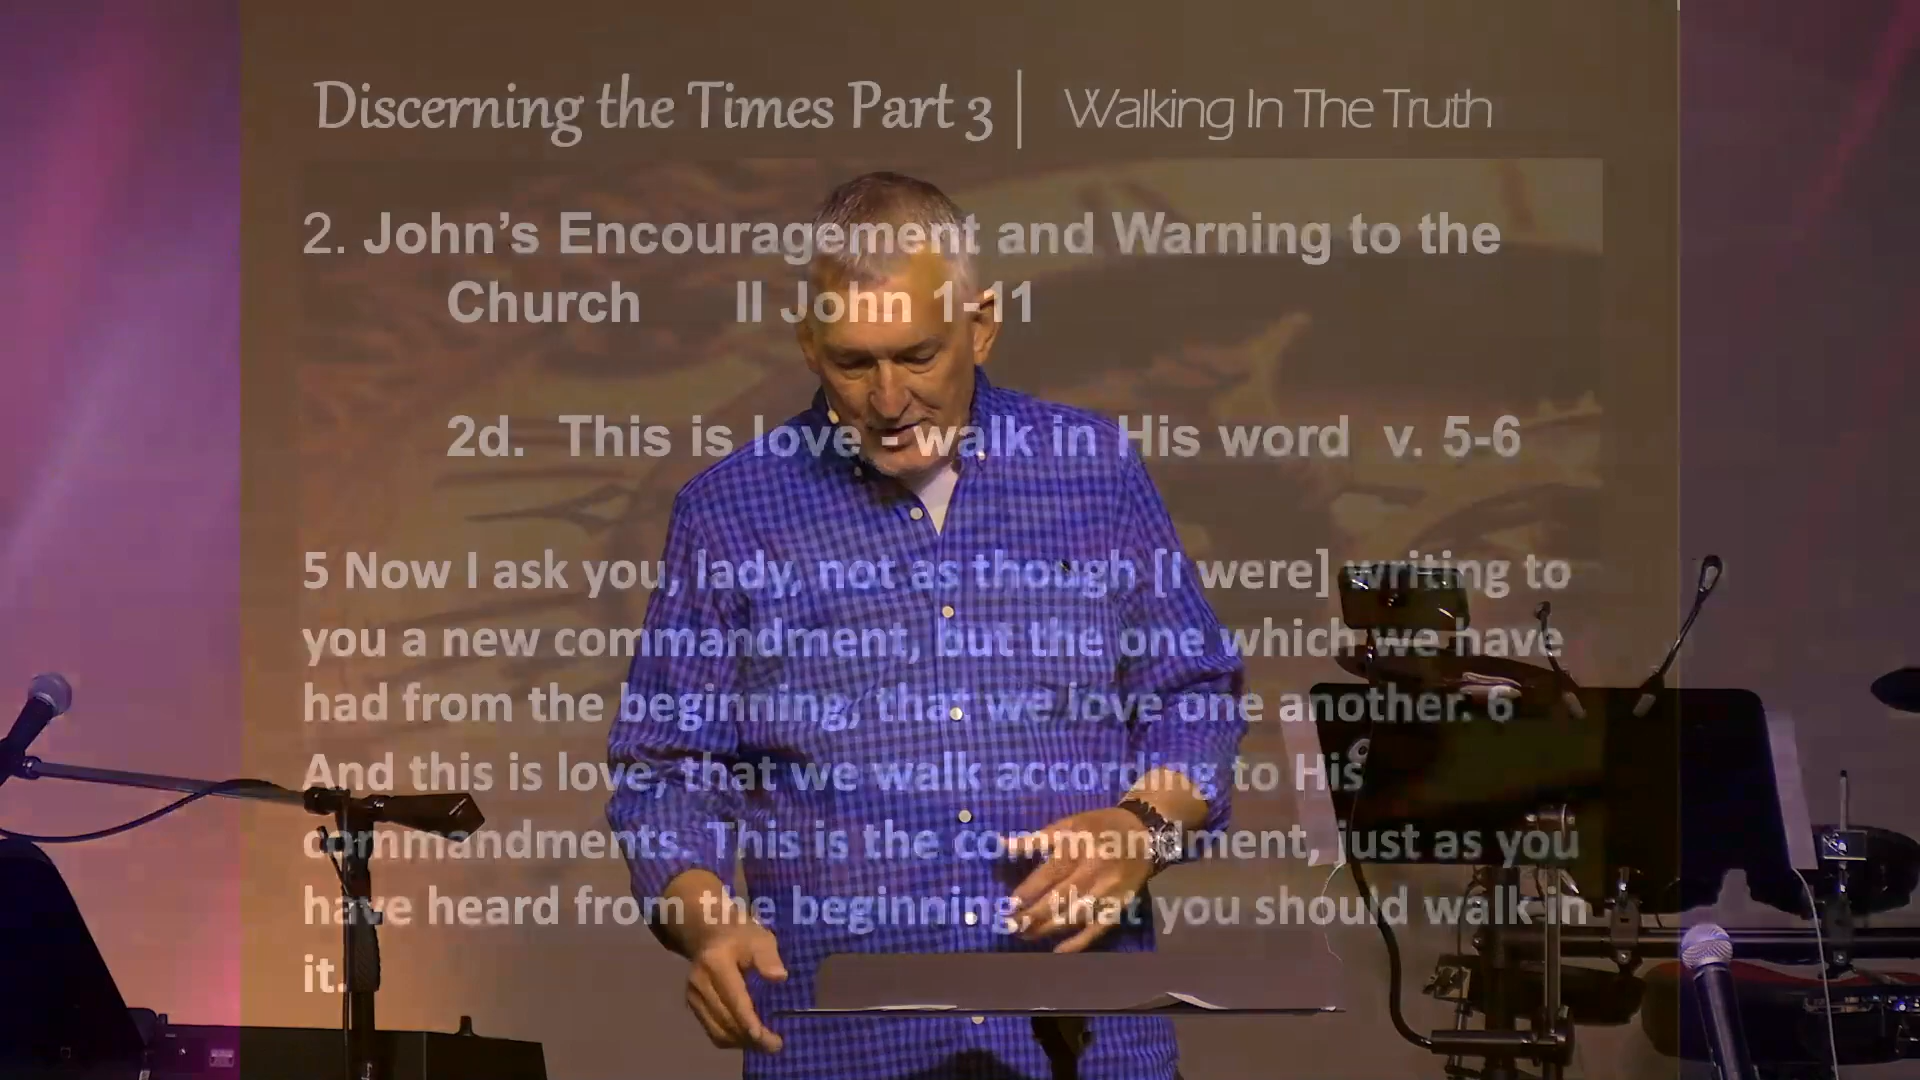 Discerning the Times Part 3 | Walking In The Truth
2. John’s Encouragement and Warning to the
Church II John 1-11
2d. This is love - walk in His word v. 5-6
5 Now I ask you, lady, not as though [I were] writing to
you a new commandment, but the one which we have
had from the beginning, that we love one another. 6
And this is love, that we walk according to His
commandments. This is the commandment, just as you
have heard from the beginning, that you should walk in
it.